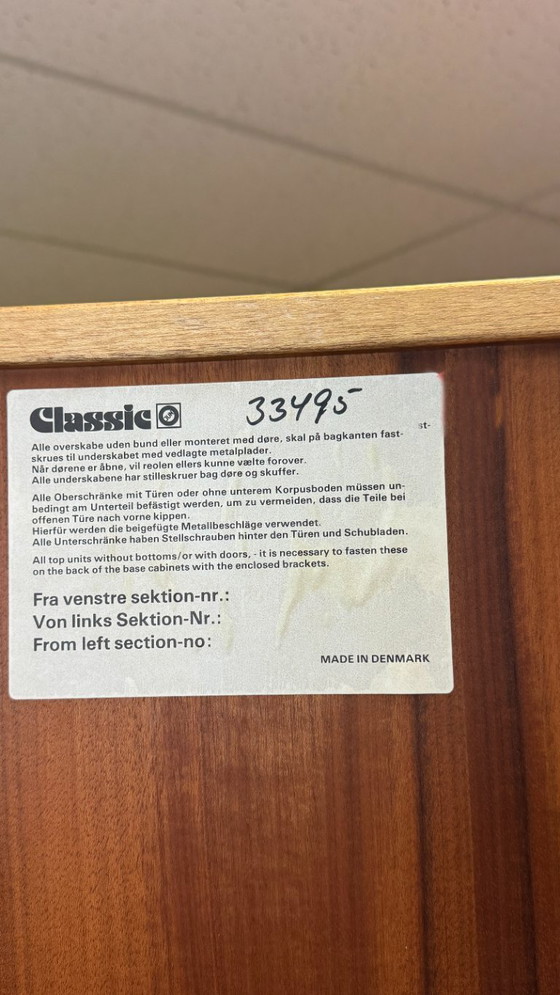 Classic 33495
Alle overskabe uden bund eller monteret med døre, skal på bagkanten fast-
st-
skrues til underskabet med vedlagte metalplader.
Når dørene er åbne, vil reolen ellers kunne vælte forover.
Alle underskabene har stilleskruer bag døre og skuffer.
Alle Oberschränke mit Türen oder ohne unterem Korpusboden müssen un-
bedingt am Unterteil befästigt werden, um zu vermeiden, dass die Teile bei
offenen Türe nach vorne kippen.
Hierfür werden die beigefügte Metallbeschläge verwendet.
Alle Unterschränke haben Stellschrauben hinter den Türen und Schubladen.
All top units without bottoms/or with doors, - it is necessary to fasten these
on the back of the base cabinets with the enclosed brackets.
Fra venstre sektion-nr.:
Von links Sektion-Nr.:
From left section-no:
MADE IN DENMARK